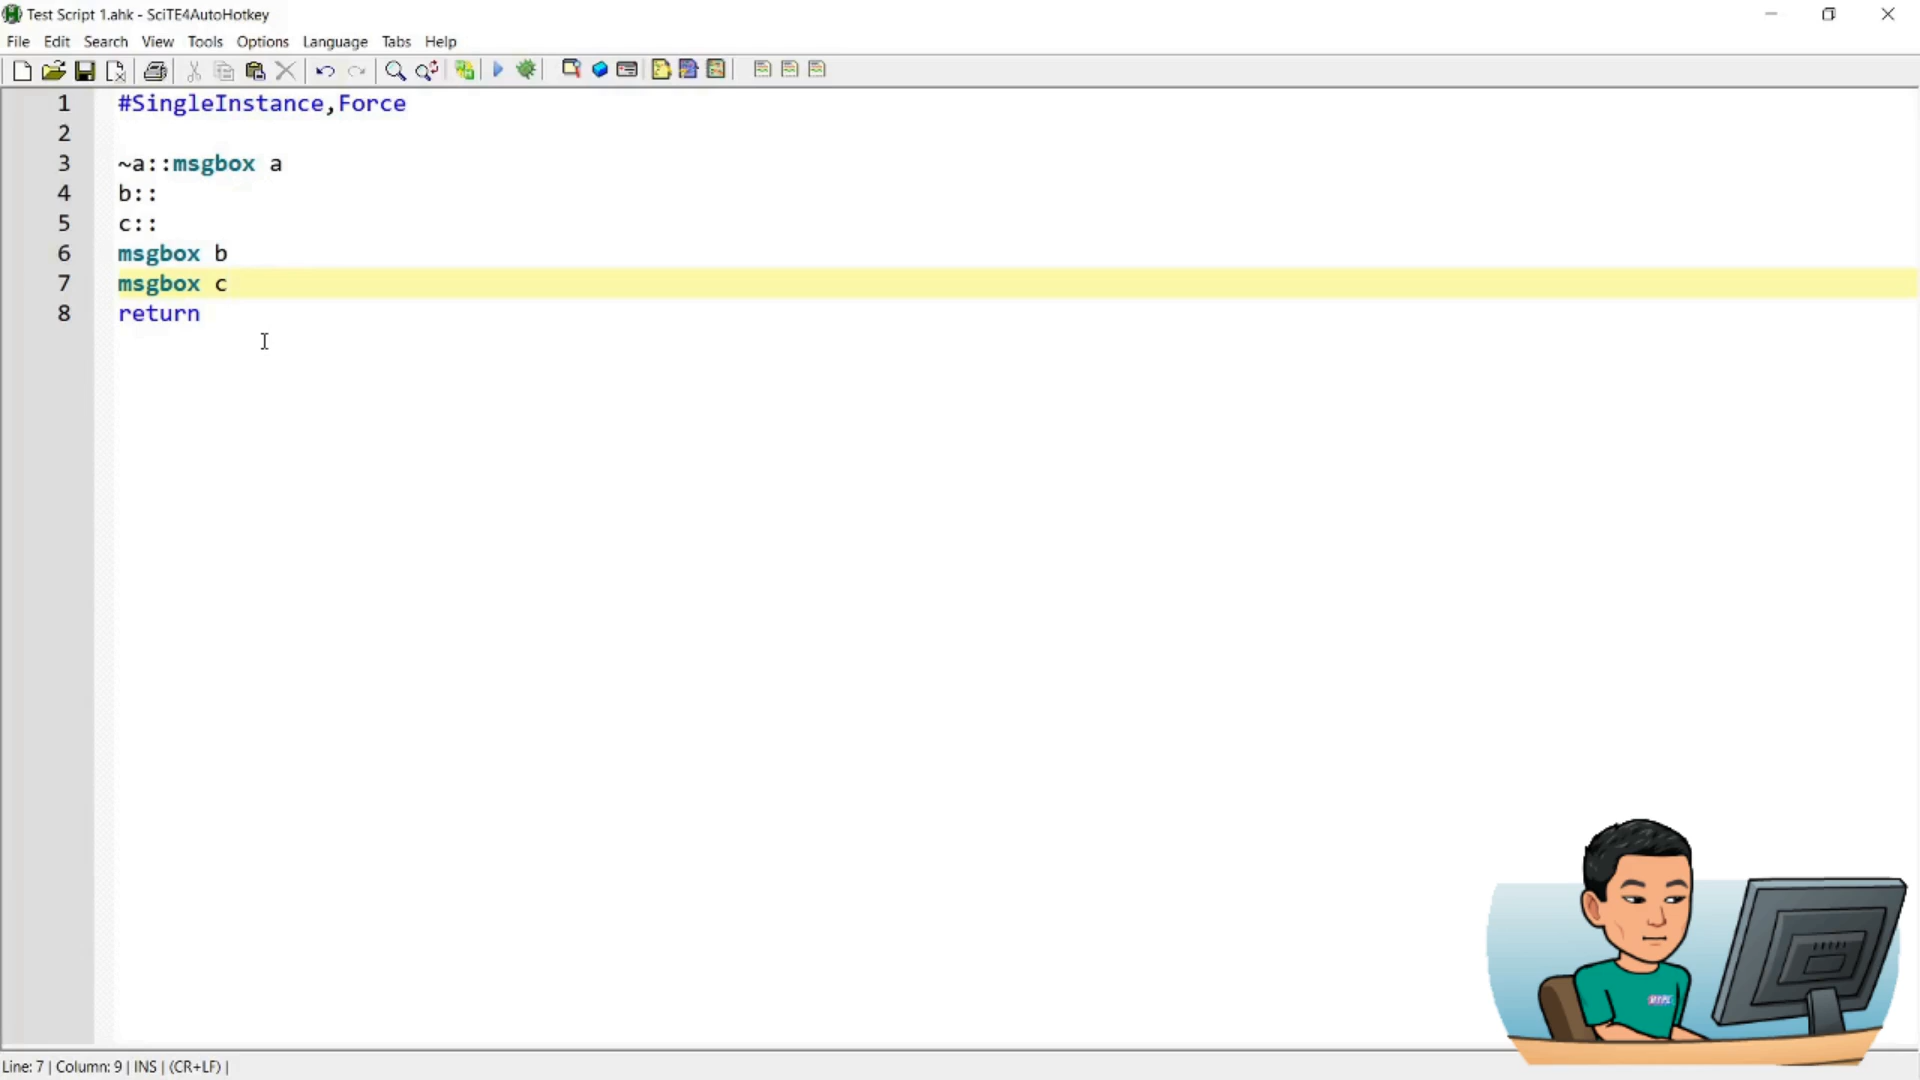 Test Script 1.ahk - SciTE4AutoHotkey
File Edit Search View Tools Options Language Tabs Help
1 #SingleInstance,Force
2
3 ~a::msgbox a
4 b::
5 c::
6 msgbox b
7 msgbox c
8 return
Line: 7 | Column: 9 | INS | (CR+LF) |